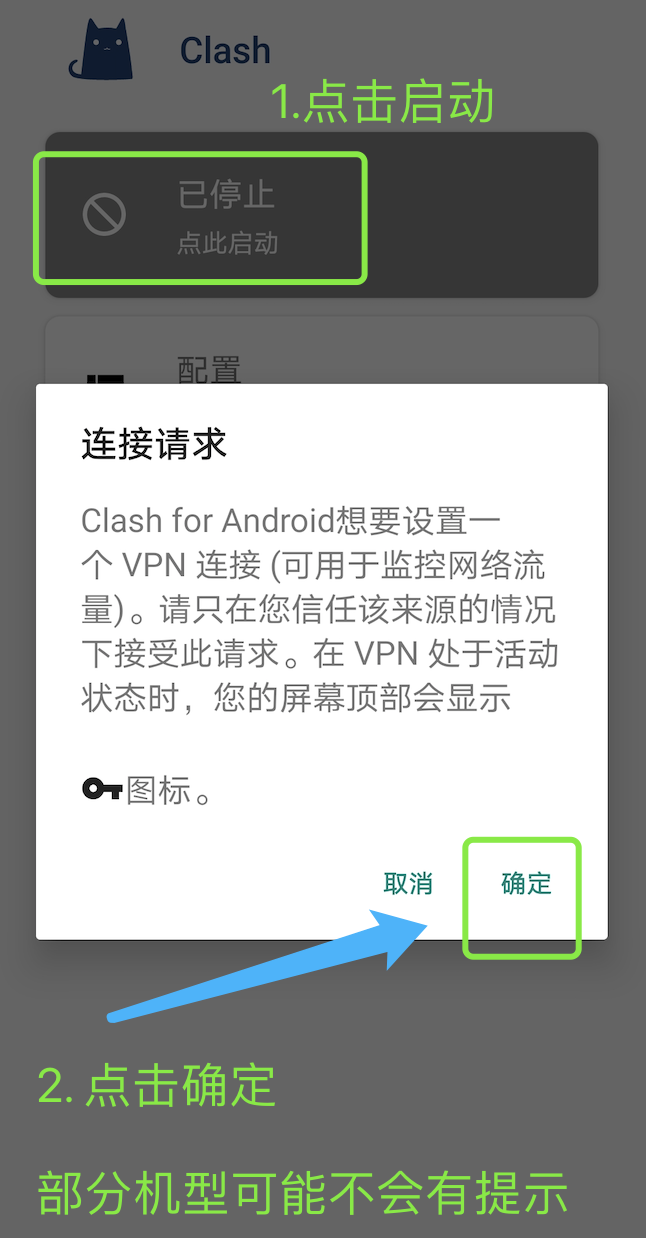 Clash
1.点击启动
已停止
点此启动
配置
连接请求
Clash for Android想要设置一
个 VPN 连接 (可用于监控网络流
量)。请只在您信任该来源的情况
下接受此请求。在 VPN 处于活动
状态时，您的屏幕顶部会显示
图标。
取消 确定
2. 点击确定
部分机型可能不会有提示